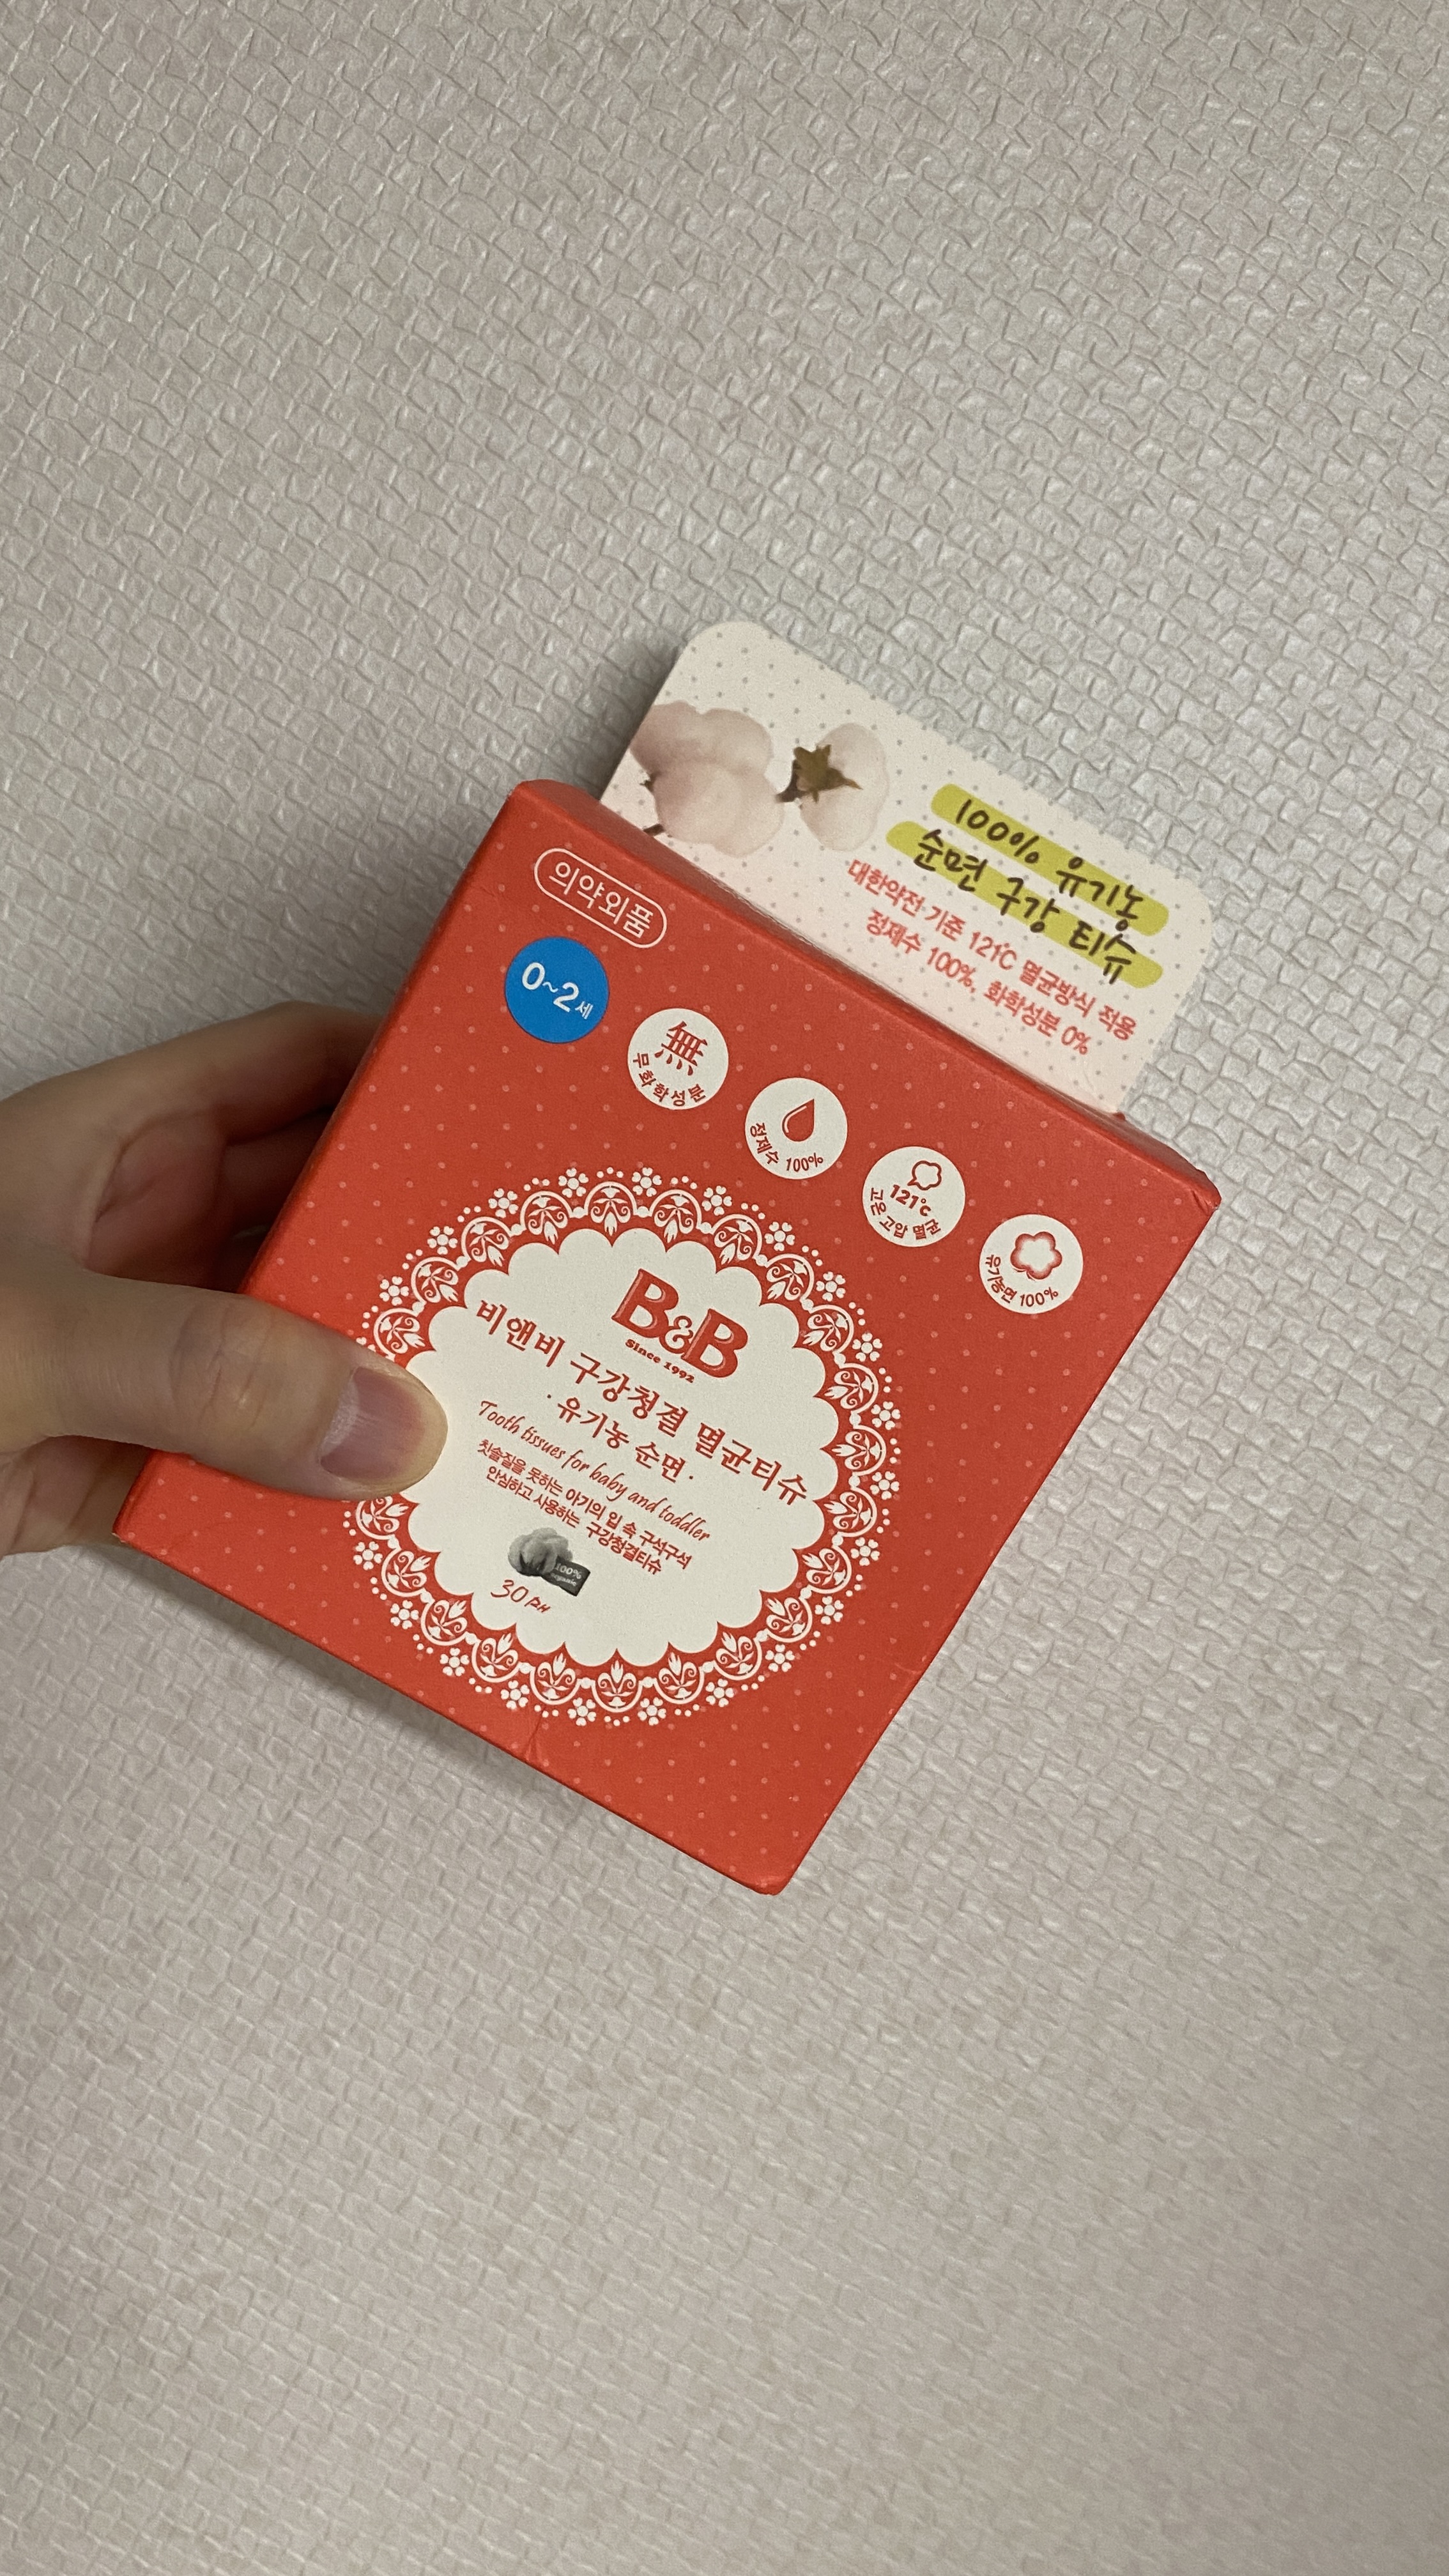 100% 유기농
순면 구강 티슈
대한약전 기준 121℃ 멸균방식 적용
정제수 100%, 화학성분 0%
의약외품
0~2세
無
무화학성분
정제수 100%
121℃
고온 고압 멸균
유기농면 100%
B&B
Since 1992
비앤비 구강청결 멸균티슈
·유기농 순면·
Tooth tissues for baby and toddler
칫솔질을 못하는 아기의 입 속 구석구석
안심하고 사용하는 구강청결티슈
100%
organic
30매